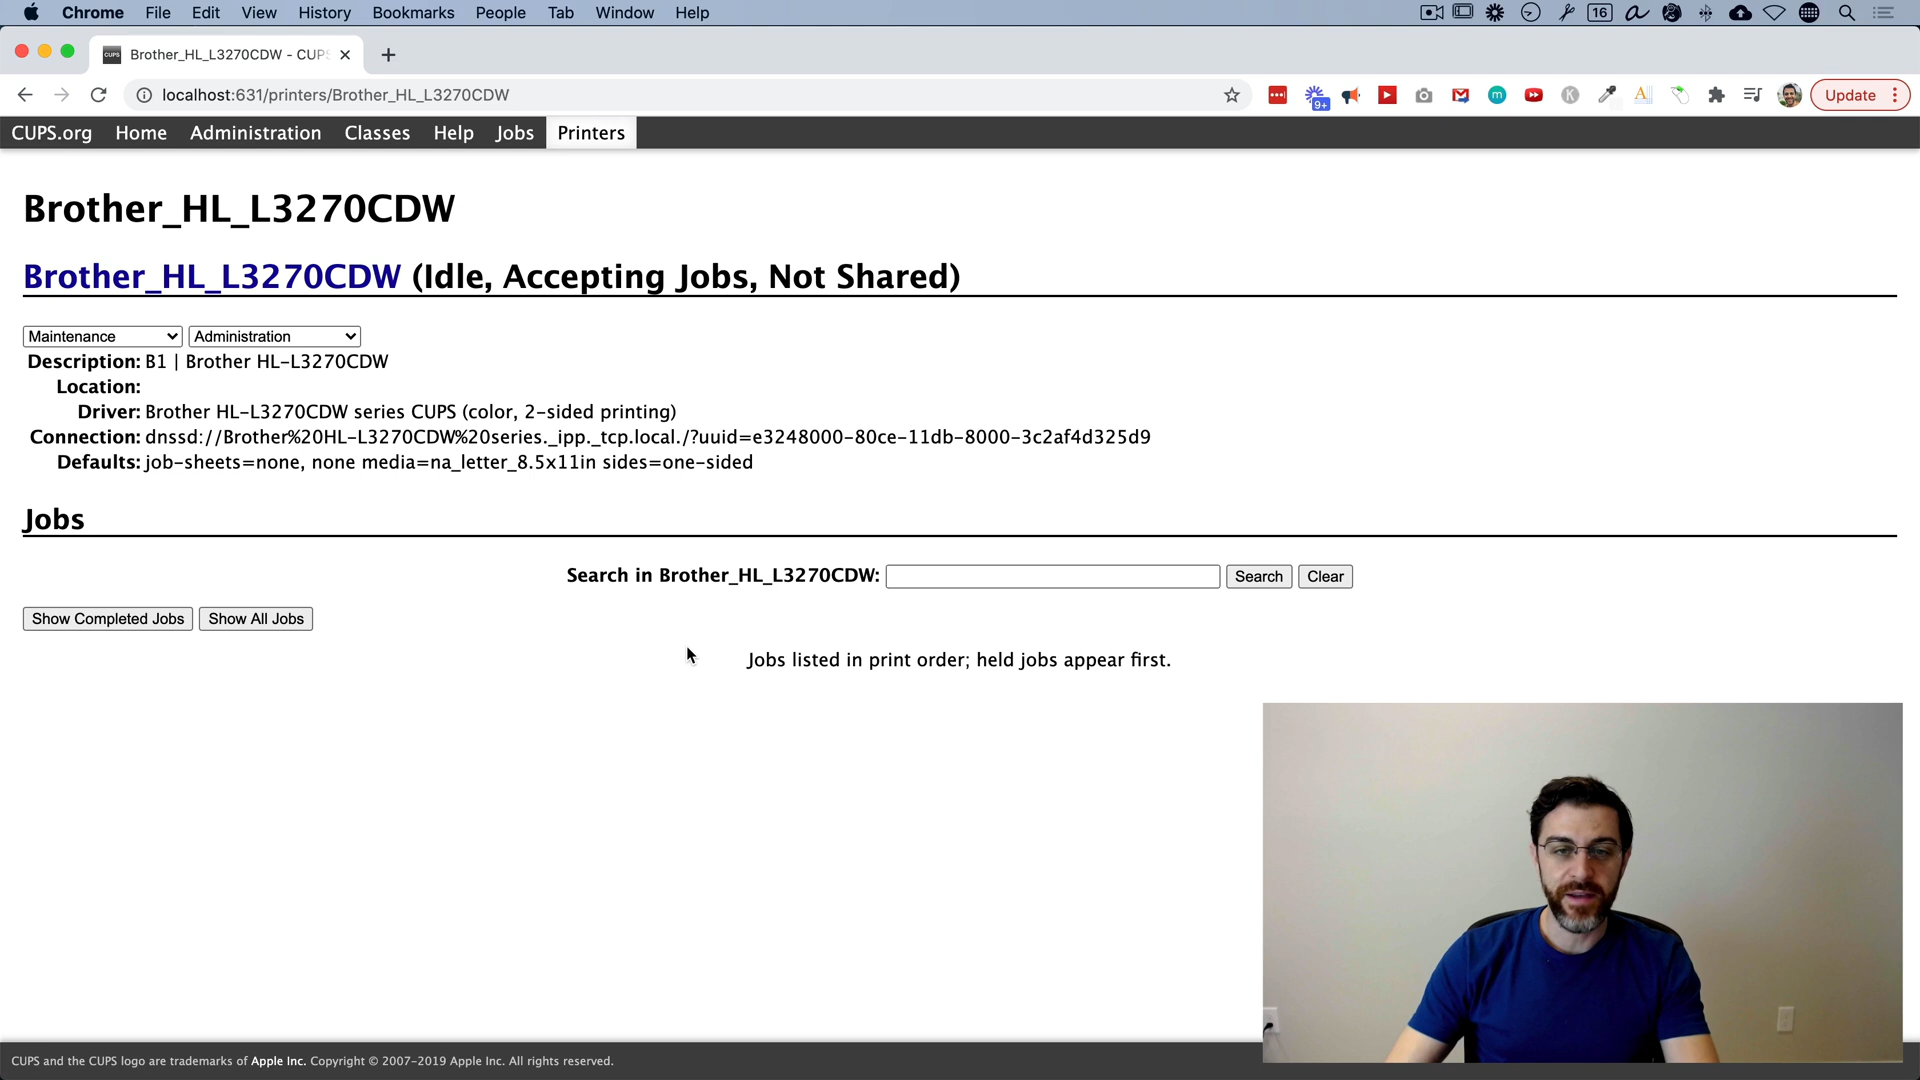 Chrome File Edit View History Bookmarks People Tab Window Help 16
Brother_HL_L3270CDW - CUPS
localhost:631/printers/Brother_HL_L3270CDW 9+ Update
CUPS.org Home Administration Classes Help Jobs Printers
Brother_HL_L3270CDW
Brother_HL_L3270CDW (Idle, Accepting Jobs, Not Shared)
Maintenance Administration
Description: B1 | Brother HL-L3270CDW
Location:
Driver: Brother HL-L3270CDW series CUPS (color, 2-sided printing)
Connection: dnssd://Brother%20HL-L3270CDW%20series._ipp._tcp.local./?uuid=e3248000-80ce-11db-8000-3c2af4d325d9
Defaults: job-sheets=none, none media=na_letter_8.5x11in sides=one-sided
Jobs
Search in Brother_HL_L3270CDW: Search Clear
Show Completed Jobs Show All Jobs
Jobs listed in print order; held jobs appear first.
CUPS and the CUPS logo are trademarks of Apple Inc. Copyright © 2007-2019 Apple Inc. All rights reserved.